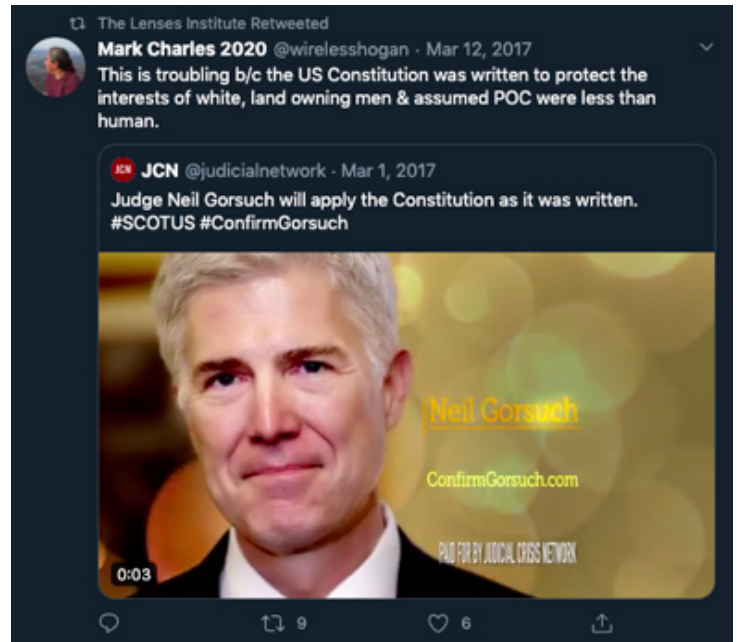 The Lenses Institute Retweeted
Mark Charles 2020 @wirelesshogan · Mar 12, 2017
This is troubling b/c the US Constitution was written to protect the
interests of white, land owning men & assumed POC were less than
human.
JCN JCN @judicialnetwork · Mar 1, 2017
Judge Neil Gorsuch will apply the Constitution as it was written.
#SCOTUS #ConfirmGorsuch
Neil Gorsuch
ConfirmGorsuch.com
PAID FOR BY JUDICIAL CRISIS NETWORK
0:03
9 6